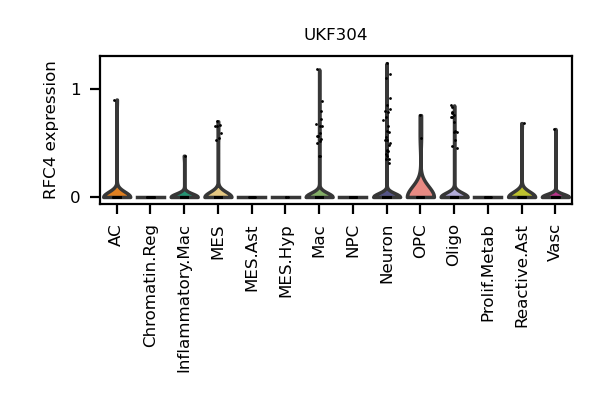 UKF304
RFC4 expression
1
0
AC
Chromatin.Reg
Inflammatory.Mac
MES
MES.Ast
MES.Hyp
Mac
NPC
Neuron
OPC
Oligo
Prolif.Metab
Reactive.Ast
Vasc